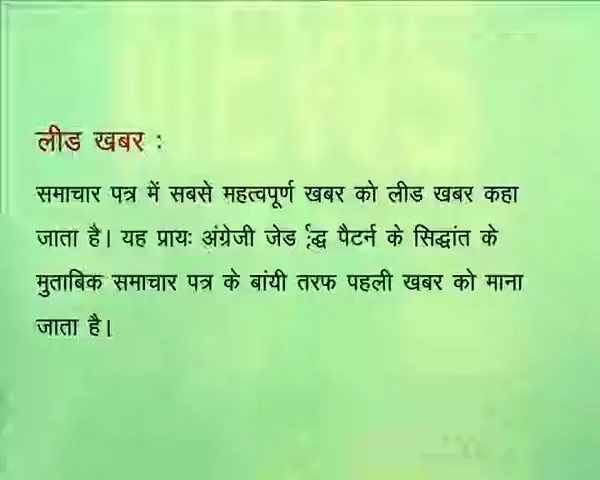 लीड खबर :
समाचार पत्र में सबसे महत्वपूर्ण खबर को लीड खबर कहा
जाता है। यह प्रायः अंग्रेजी जेड ;द्ध पैटर्न के सिद्धांत के
मुताबिक समाचार पत्र के बांयी तरफ पहली खबर को माना
जाता है।